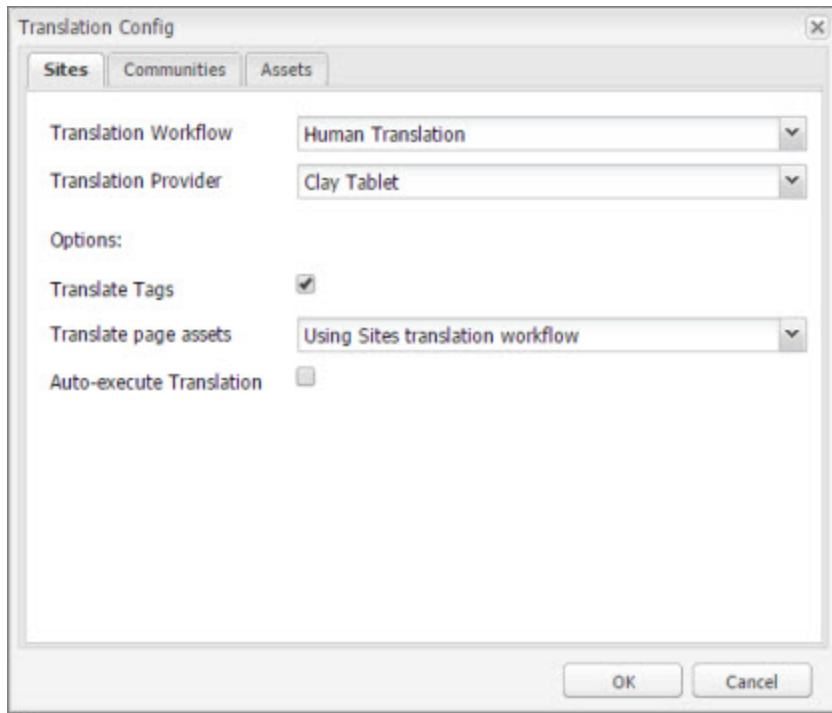 Translation Config
Sites Communities Assets
Translation Workflow Human Translation
Translation Provider Clay Tablet
Options:
Translate Tags
Translate page assets Using Sites translation workflow
Auto-execute Translation
OK Cancel